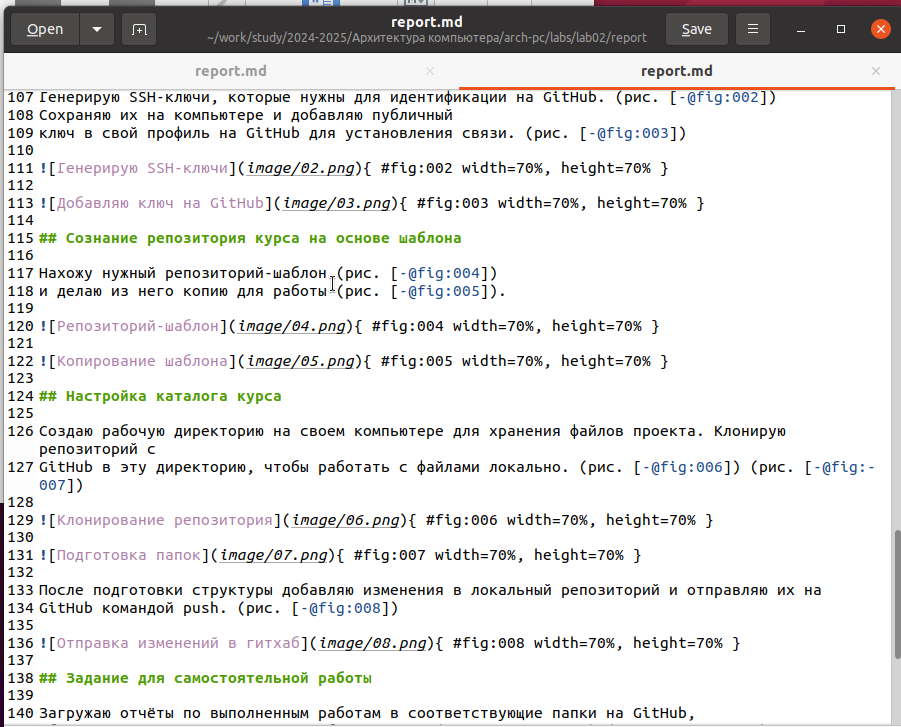 Open
report.md
~/work/study/2024-2025/Архитектура компьютера/arch-pc/labs/lab02/report
Save
report.md
report.md
107 Генерирую SSH-ключи, которые нужны для идентификации на GitHub. (рис. [-@fig:002])
108 Сохраняю их на компьютере и добавляю публичный
109 ключ в свой профиль на GitHub для установления связи. (рис. [-@fig:003])
110
111 ![Генерирую SSH-ключи](image/02.png){ #fig:002 width=70%, height=70% }
112
113 ![Добавляю ключ на GitHub](image/03.png){ #fig:003 width=70%, height=70% }
114
115 ## Сознание репозитория курса на основе шаблона
116
117 Нахожу нужный репозиторий-шаблон (рис. [-@fig:004])
118 и делаю из него копию для работы (рис. [-@fig:005]).
119
120 ![Репозиторий-шаблон](image/04.png){ #fig:004 width=70%, height=70% }
121
122 ![Копирование шаблона](image/05.png){ #fig:005 width=70%, height=70% }
123
124 ## Настройка каталога курса
125
126 Создаю рабочую директорию на своем компьютере для хранения файлов проекта. Клонирую
репозиторий с
127 GitHub в эту директорию, чтобы работать с файлами локально. (рис. [-@fig:006]) (рис. [-@fig:-
007])
128
129 ![Клонирование репозитория](image/06.png){ #fig:006 width=70%, height=70% }
130
131 ![Подготовка папок](image/07.png){ #fig:007 width=70%, height=70% }
132
133 После подготовки структуры добавляю изменения в локальный репозиторий и отправляю их на
134 GitHub командой push. (рис. [-@fig:008])
135
136 ![Отправка изменений в гитхаб](image/08.png){ #fig:008 width=70%, height=70% }
137
138 ## Задание для самостоятельной работы
139
140 Загружаю отчёты по выполненным работам в соответствующие папки на GitHub,